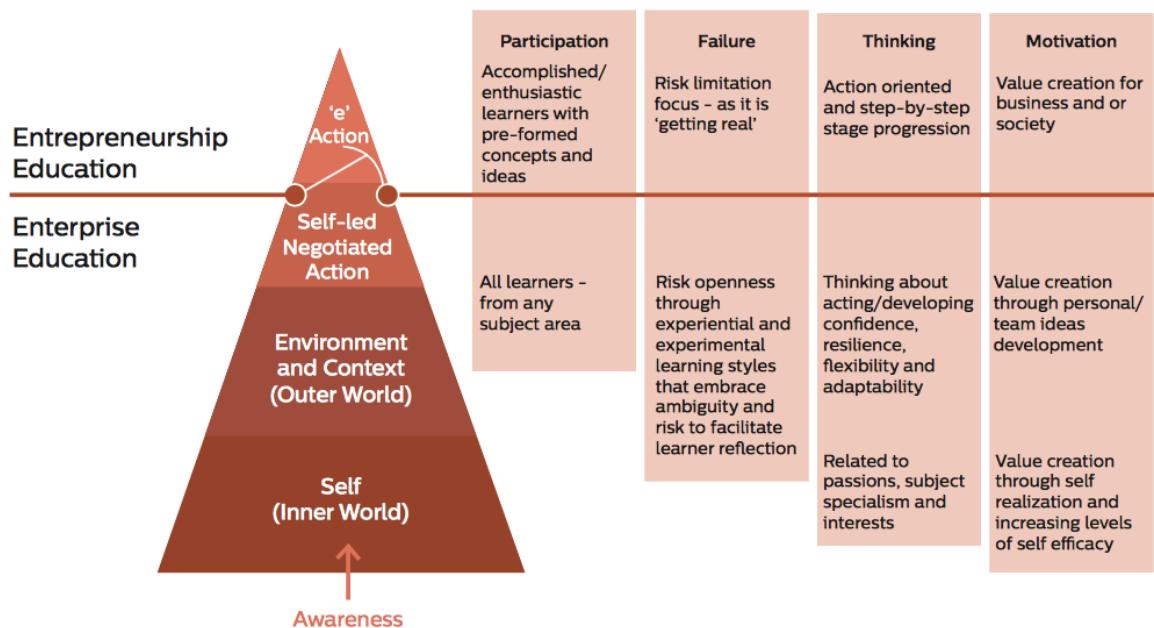 Entrepreneurship
Education
Enterprise
Education
'e'
Action
Self-led
Negotiated
Action
Environment
and Context
(Outer World)
Self
(Inner World)
Awareness
Participation
Accomplished/
enthusiastic
learners with
pre-formed
concepts and
ideas
All learners -
from any
subject area
Failure
Risk limitation
focus - as it is
'getting real'
Risk openness
through
experiential and
experimental
learning styles
that embrace
ambiguity and
risk to facilitate
learner reflection
Thinking
Action oriented
and step-by-step
stage progression
Thinking about
acting/developing
confidence,
resilience,
flexibility and
adaptability
Related to
passions, subject
specialism and
interests
Motivation
Value creation for
business and or
society
Value creation
through personal/
team ideas
development
Value creation
through self
realization and
increasing levels
of self efficacy